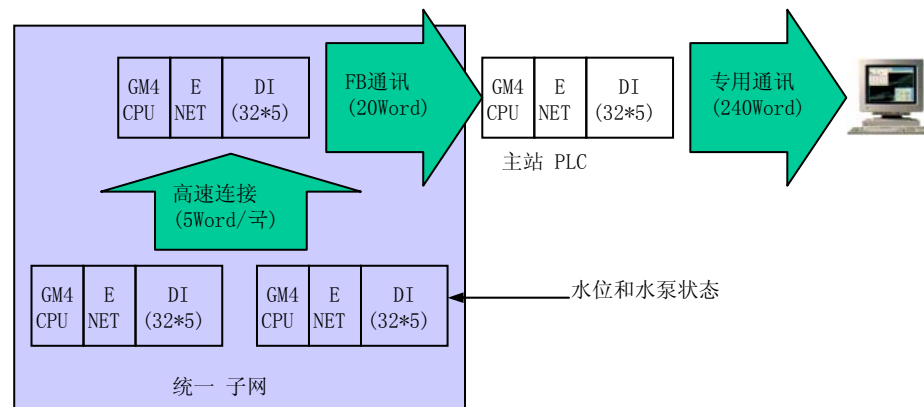 GM4 CPU
E NET
DI (32*5)
FB通讯
(20Word)
GM4 CPU
E NET
DI (32*5)
主站 PLC
专用通讯
(240Word)
高速连接
(5Word/국)
GM4 CPU
E NET
DI (32*5)
GM4 CPU
E NET
DI (32*5)
水位和水泵状态
统一 子网